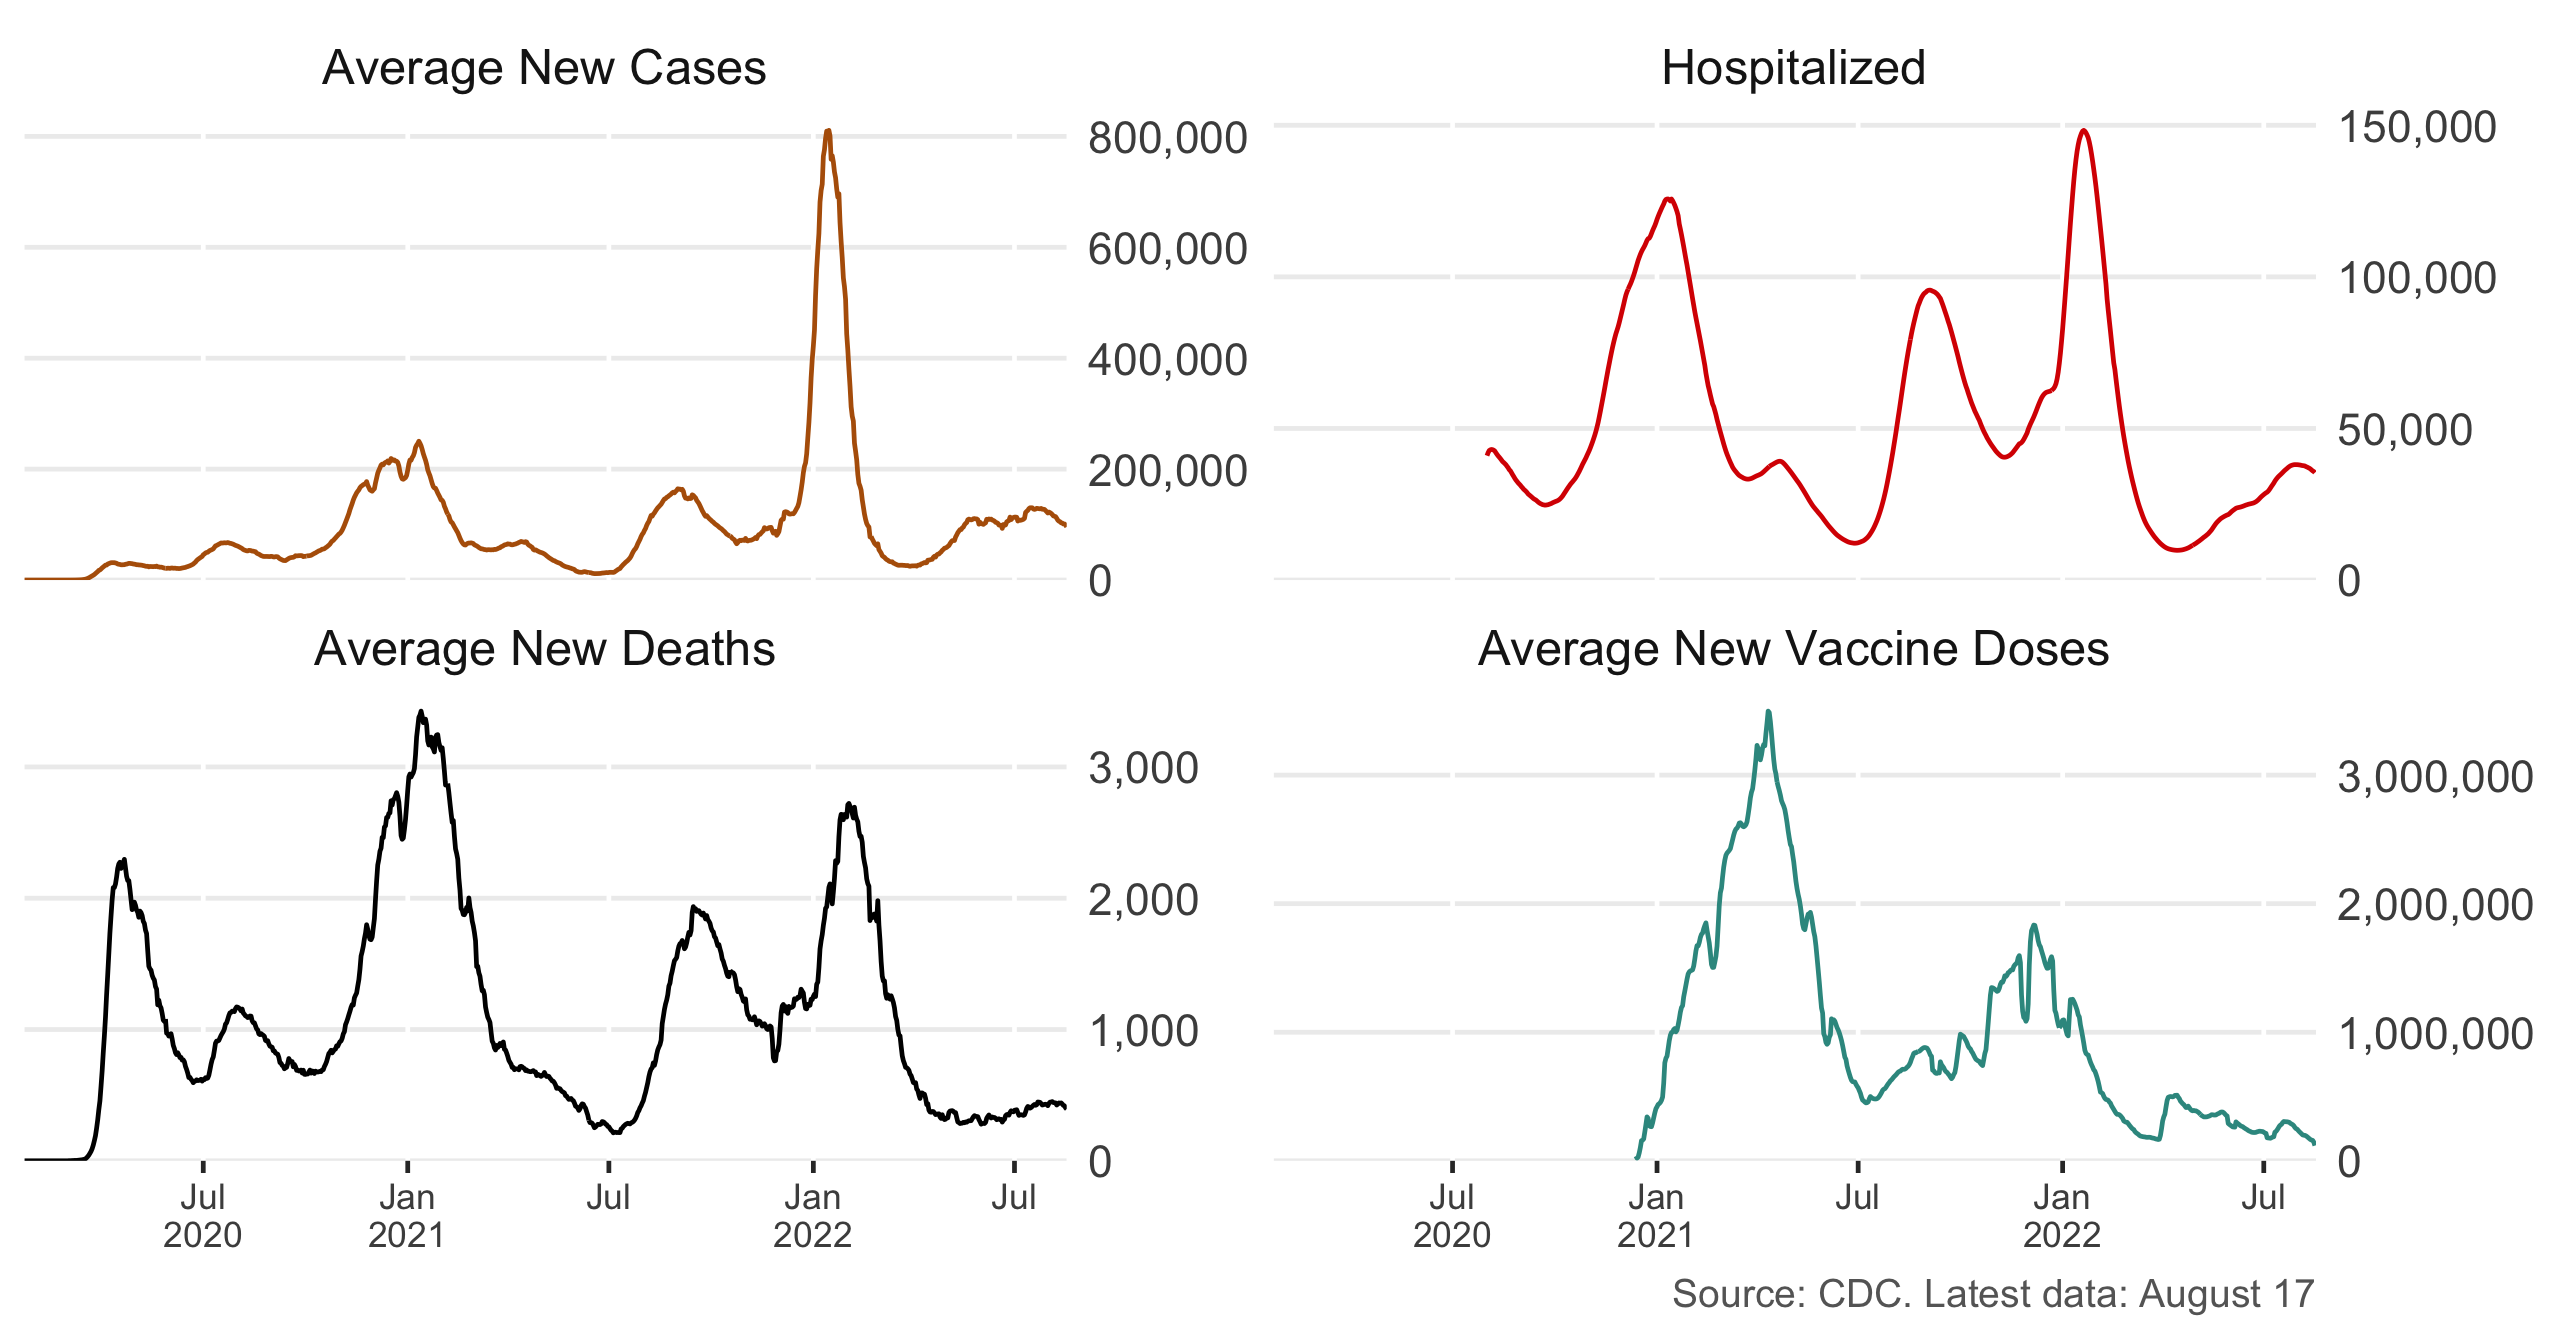 Average New Cases
800,000
600,000
400,000
200,000
0
Hospitalized
150,000
100,000
50,000
0
Average New Deaths
3,000
2,000
1,000
0
Jul Jan Jul Jan Jul
2020 2021 2022
Average New Vaccine Doses
3,000,000
2,000,000
1,000,000
0
Jul Jan Jul Jan Jul
2020 2021 2022
Source: CDC. Latest data: August 17